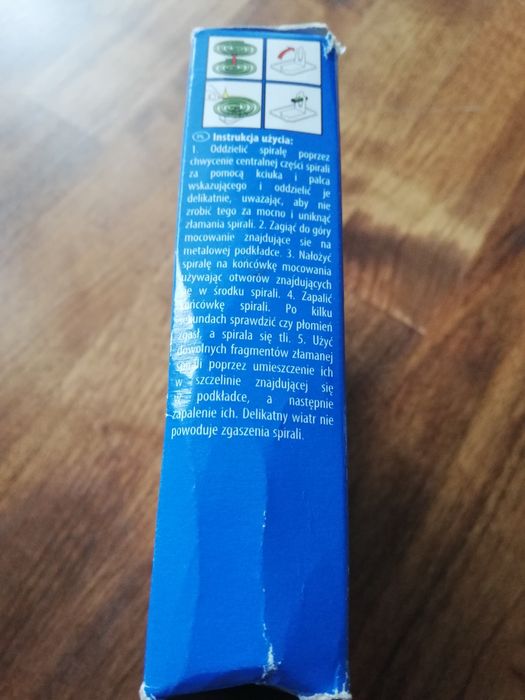 PL Instrukcja użycia:
1. Oddzielić spiralę poprzez
chwycenie centralnej części spirali
za pomocą kciuka i palca
wskazującego i oddzielić je
delikatnie, uważając, aby nie
zrobić tego za mocno i uniknąć
złamania spirali. 2. Zagiąć do góry
mocowanie znajdujące sie na
metalowej podkładce. 3. Nałożyć
spiralę na końcówkę mocowania
używając otworów znajdujących
się w środku spirali. 4. Zapalić
końcówkę spirali. Po kilku
sekundach sprawdzić czy płomień
zgasł, a spirala się tli. 5. Użyć
dowolnych fragmentów złamanej
spirali poprzez umieszczenie ich
w szczelinie znajdującej się
w podkładce, a następnie
zapalenie ich. Delikatny wiatr nie
powoduje zgaszenia spirali.